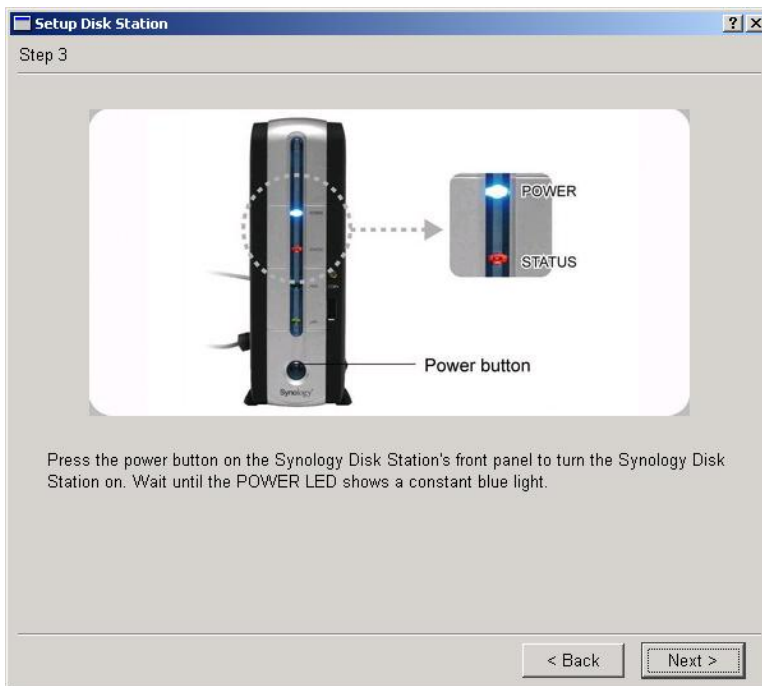 Setup Disk Station
Step 3
POWER
STATUS
Power button
Synology
Press the power button on the Synology Disk Station's front panel to turn the Synology Disk
Station on. Wait until the POWER LED shows a constant blue light.
< Back
Next >